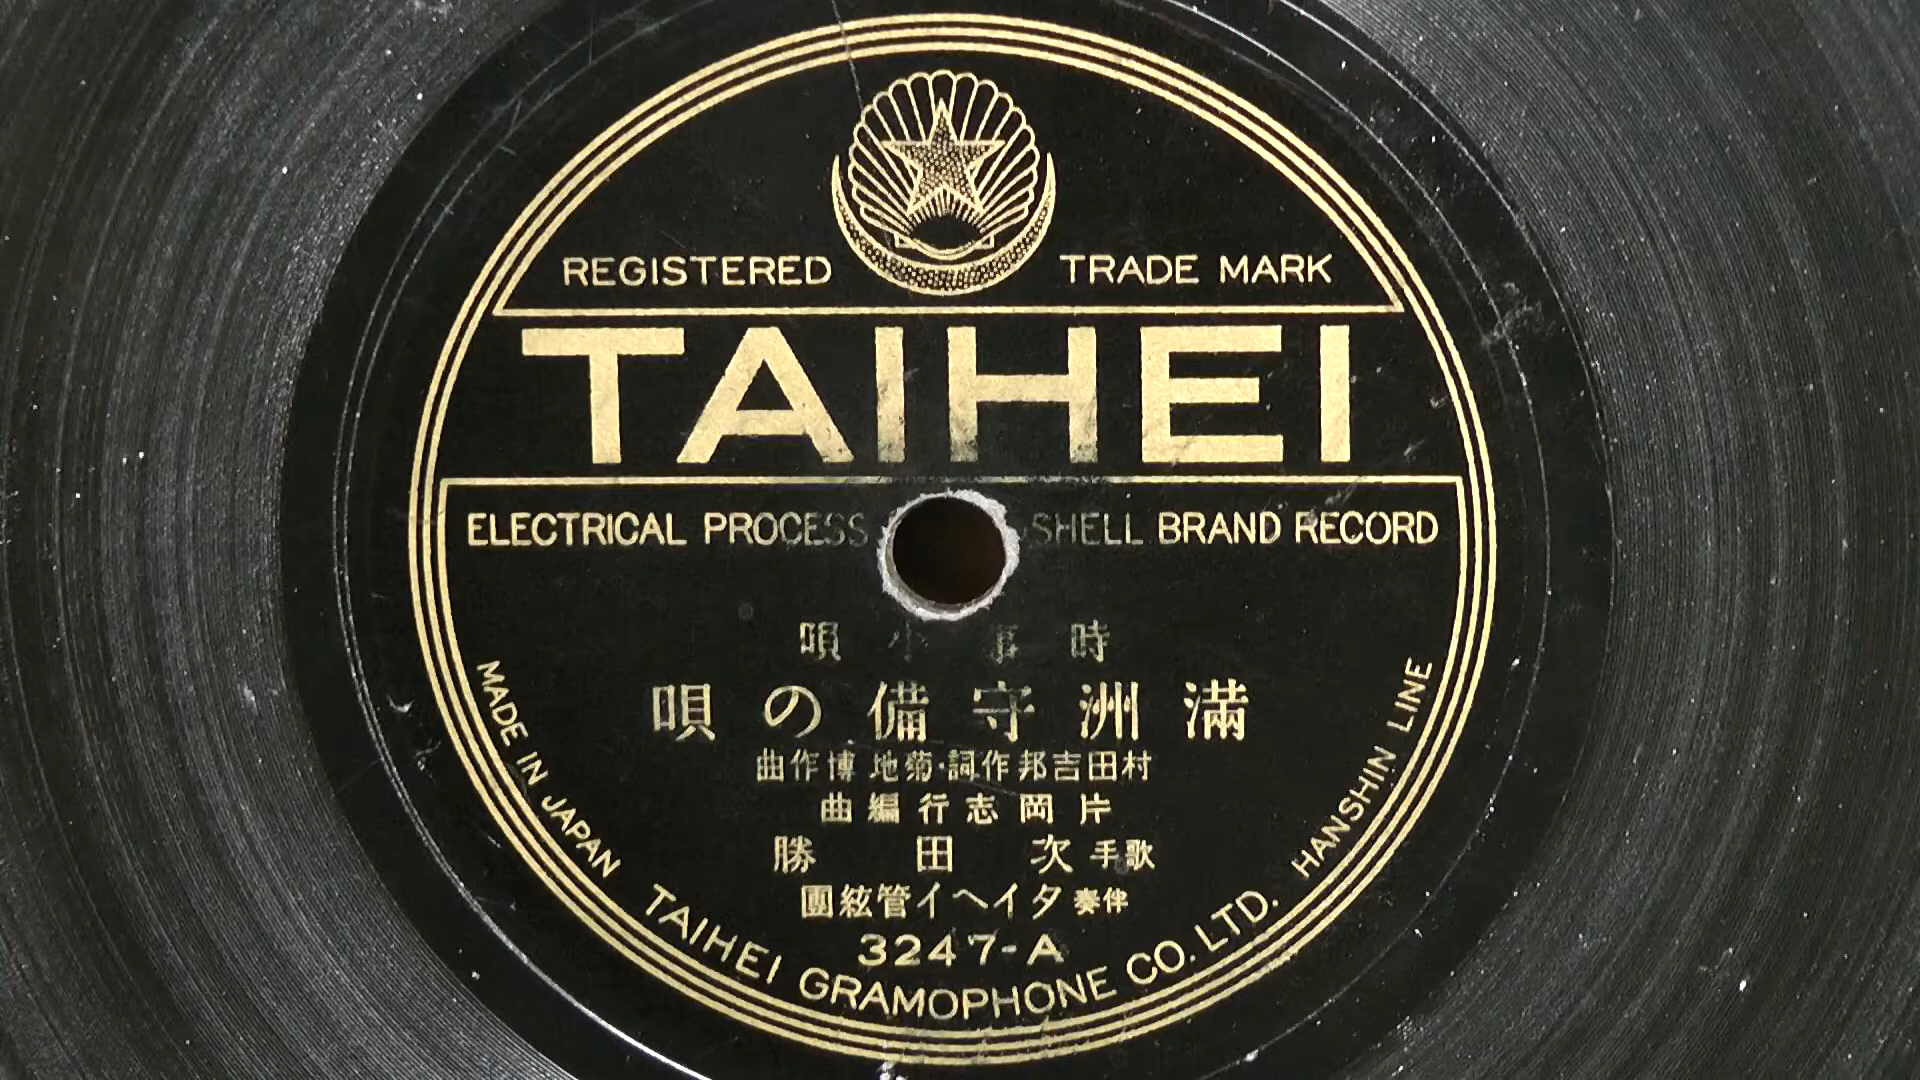 REGISTERED TRADE MARK
TAIHEI
ELECTRICAL PROCESS SHELL BRAND RECORD
時事小唄
滿洲守備の唄
村田吉邦作詞・菊地博作曲
片岡志行編曲
歌手 次田勝
伴奏 タイヘイ管絃團
3247-A
MADE IN JAPAN TAIHEI GRAMOPHONE CO. LTD. HANSHIN LINE